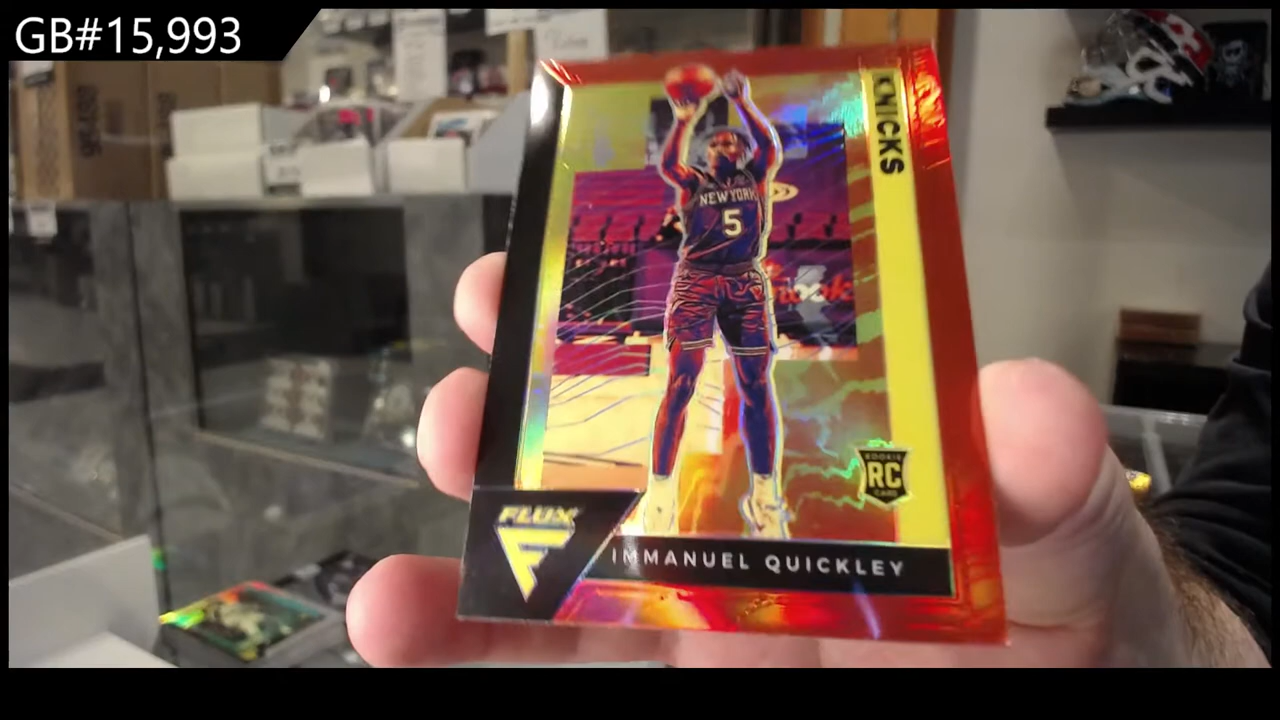 GB#15,993
KNICKS
NEW YORK
5
ROOKIE
RC
CARD
FLUX
IMMANUEL QUICKLEY